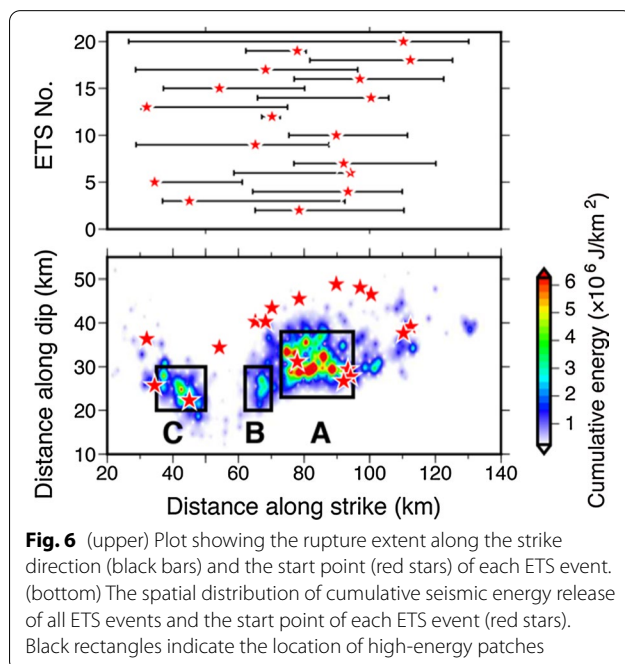 20
15
10
5
0
ETS No.
50
40
30
20
10
Distance along dip (km)
C
B
A
20 40 60 80 100 120 140
Distance along strike (km)
6
5
4
3
2
1
Cumulative energy (×10⁶ J/km²)
Fig. 6 (upper) Plot showing the rupture extent along the strike
direction (black bars) and the start point (red stars) of each ETS event.
(bottom) The spatial distribution of cumulative seismic energy release
of all ETS events and the start point of each ETS event (red stars).
Black rectangles indicate the location of high-energy patches